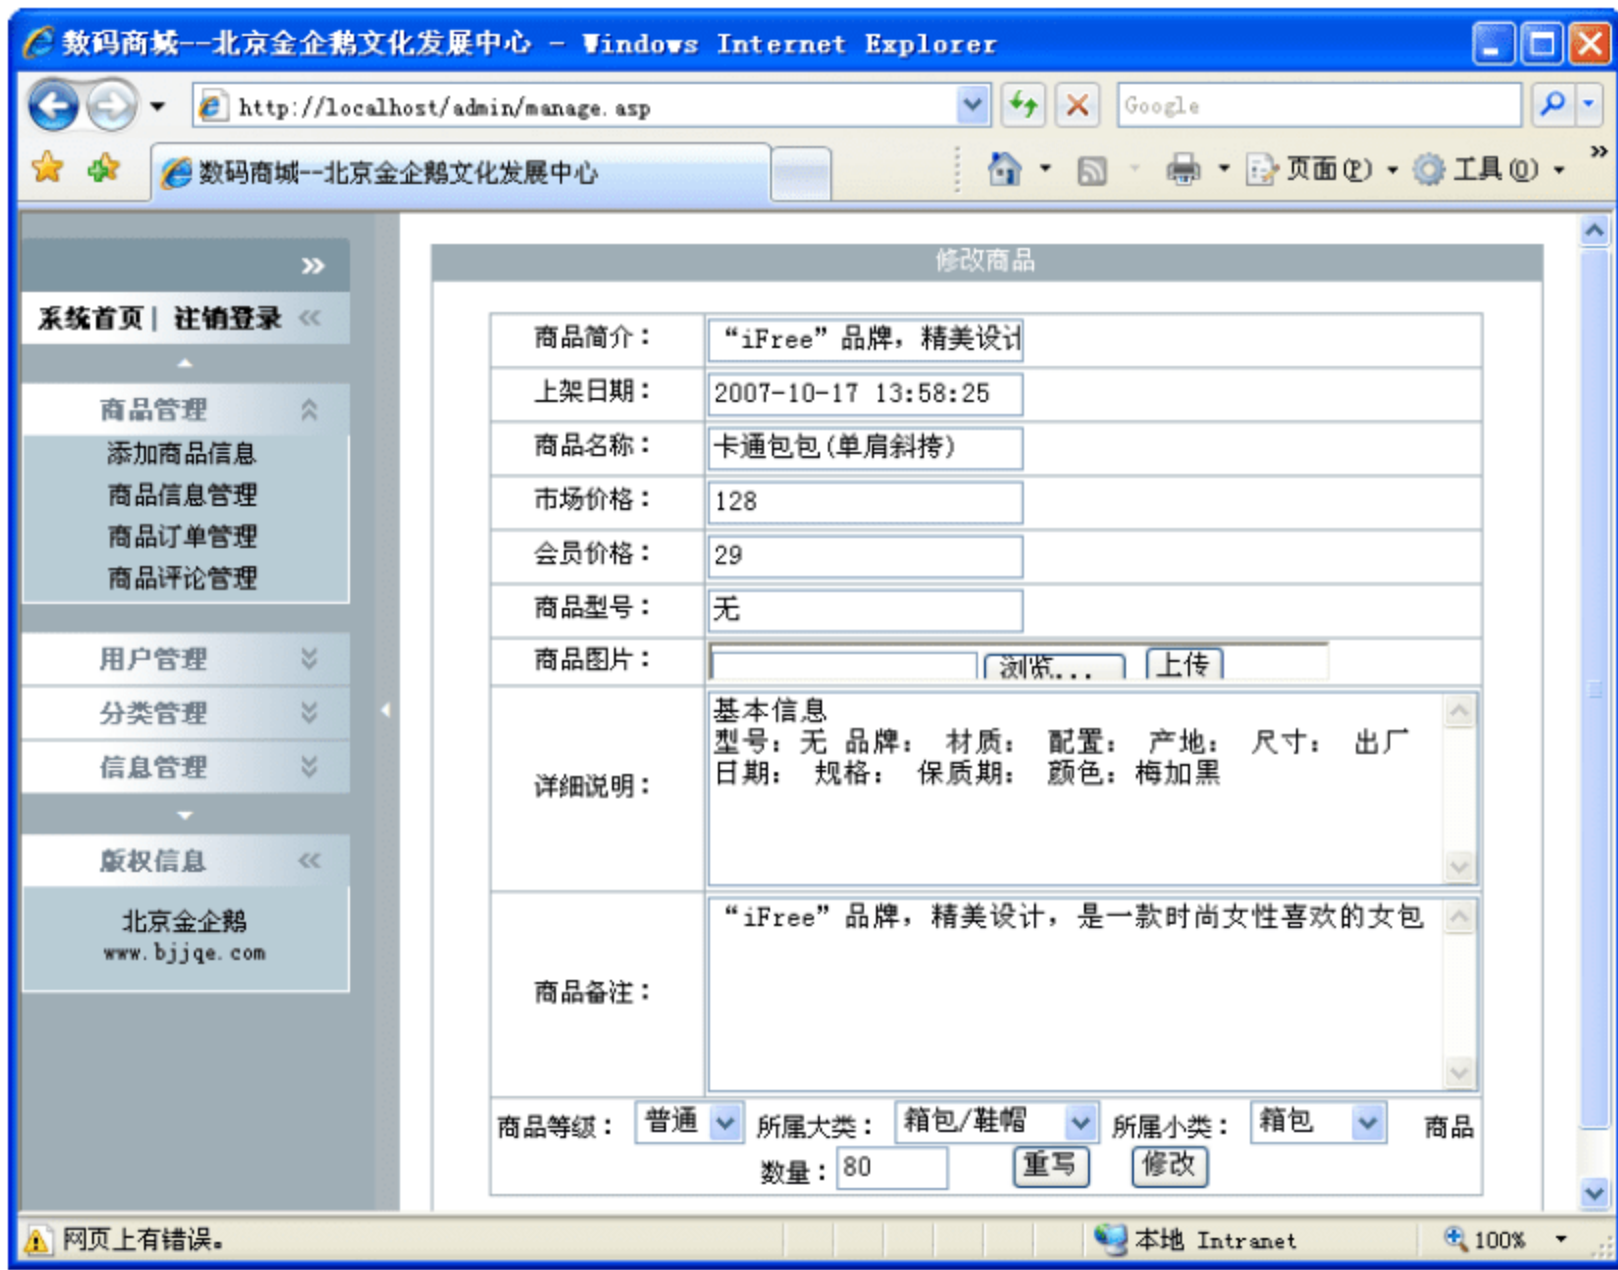 数码商城--北京金企鹅文化发展中心 - Windows Internet Explorer
http://localhost/admin/manage.asp
Google
数码商城--北京金企鹅文化发展中心
页面(P)
工具(O)
»
系统首页| 注销登录
商品管理
添加商品信息
商品信息管理
商品订单管理
商品评论管理
用户管理
分类管理
信息管理
版权信息
北京金企鹅
www.bjjqe.com
修改商品
商品简介： “iFree”品牌，精美设计
上架日期： 2007-10-17 13:58:25
商品名称： 卡通包包(单肩斜挎)
市场价格： 128
会员价格： 29
商品型号： 无
商品图片： 浏览... 上传
详细说明：
基本信息
型号：无 品牌： 材质： 配置： 产地： 尺寸： 出厂
日期： 规格： 保质期： 颜色：梅加黑
商品备注：
“iFree”品牌，精美设计，是一款时尚女性喜欢的女包
商品等级： 普通 所属大类： 箱包/鞋帽 所属小类： 箱包 商品
数量： 80 重写 修改
网页上有错误。
本地 Intranet
100%